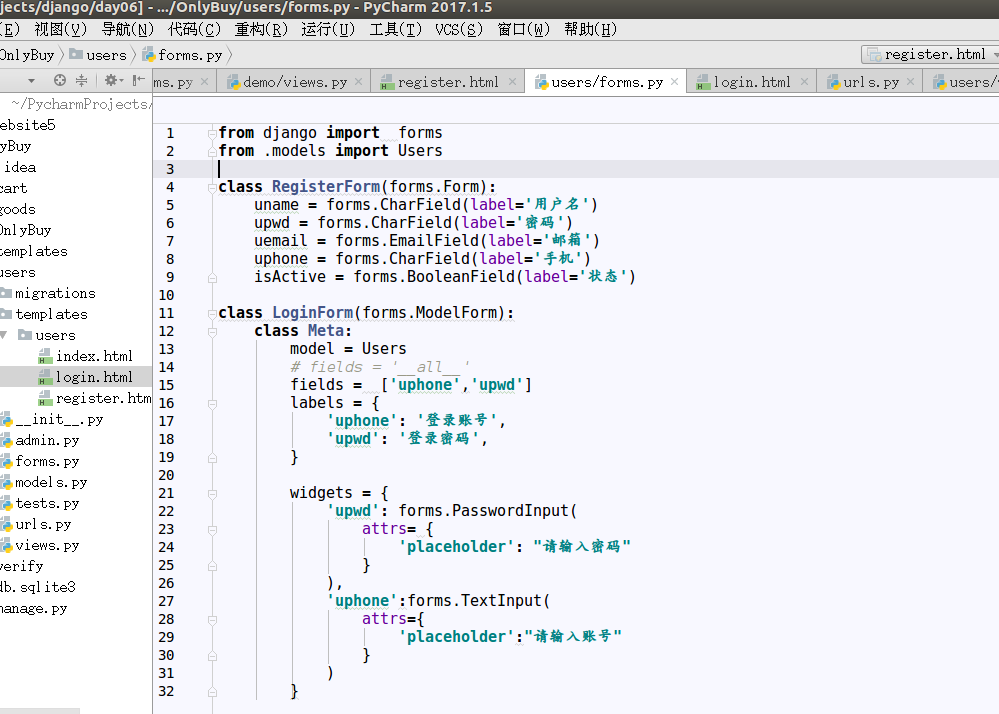 jects/django/day06] - .../OnlyBuy/users/forms.py - PyCharm 2017.1.5
(E) 视图(V) 导航(N) 代码(C) 重构(R) 运行(U) 工具(T) VCS(S) 窗口(W) 帮助(H)
OnlyBuy users forms.py register.html
ms.py demo/views.py register.html users/forms.py login.html urls.py users/
~/PycharmProjects/
ebsite5
yBuy
idea
cart
goods
OnlyBuy
templates
users
migrations
templates
users
index.html
login.html
register.htm
__init__.py
admin.py
forms.py
models.py
tests.py
urls.py
views.py
verify
db.sqlite3
manage.py
1 from django import  forms
2 from .models import Users
3
4 class RegisterForm(forms.Form):
5     uname = forms.CharField(label='用户名')
6     upwd = forms.CharField(label='密码')
7     uemail = forms.EmailField(label='邮箱')
8     uphone = forms.CharField(label='手机')
9     isActive = forms.BooleanField(label='状态')
10
11 class LoginForm(forms.ModelForm):
12     class Meta:
13         model = Users
14         # fields = '__all__'
15         fields =  ['uphone','upwd']
16         labels = {
17             'uphone': '登录账号',
18             'upwd': '登录密码',
19         }
20
21         widgets = {
22             'upwd': forms.PasswordInput(
23                 attrs= {
24                     'placeholder': "请输入密码"
25                 }
26             ),
27             'uphone':forms.TextInput(
28                 attrs={
29                     'placeholder':"请输入账号"
30                 }
31             )
32         }